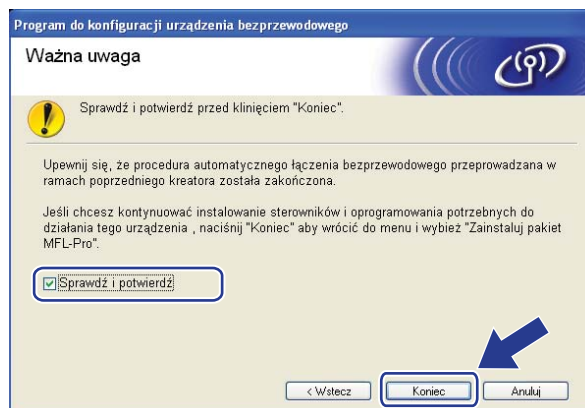 Program do konfiguracji urządzenia bezprzewodowego
Ważna uwaga
Sprawdź i potwierdź przed klinięciem "Koniec".
Upewnij się, że procedura automatycznego łączenia bezprzewodowego przeprowadzana w
ramach poprzedniego kreatora została zakończona.
Jeśli chcesz kontynuować instalowanie sterowników i oprogramowania potrzebnych do
działania tego urządzenia , naciśnij "Koniec" aby wrócić do menu i wybież "Zainstaluj pakiet
MFL-Pro".
Sprawdź i potwierdź
< Wstecz Koniec Anuluj